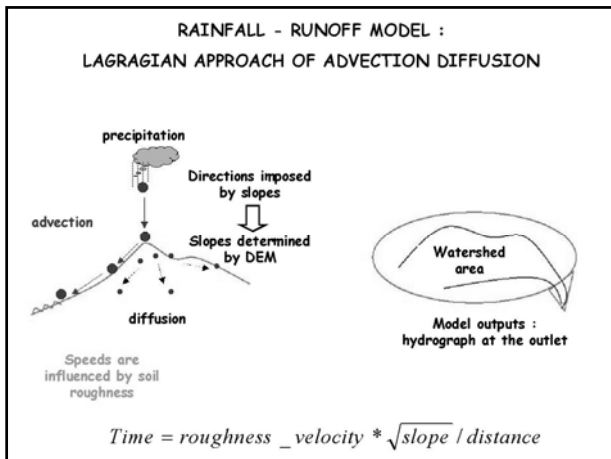 RAINFALL - RUNOFF MODEL :
LAGRAGIAN APPROACH OF ADVECTION DIFFUSION
precipitation
Directions imposed
by slopes
advection
Slopes determined
by DEM
diffusion
Speeds are
influenced by soil
roughness
Watershed
area
Model outputs :
hydrograph at the outlet
Time = roughness _ velocity * √slope / distance